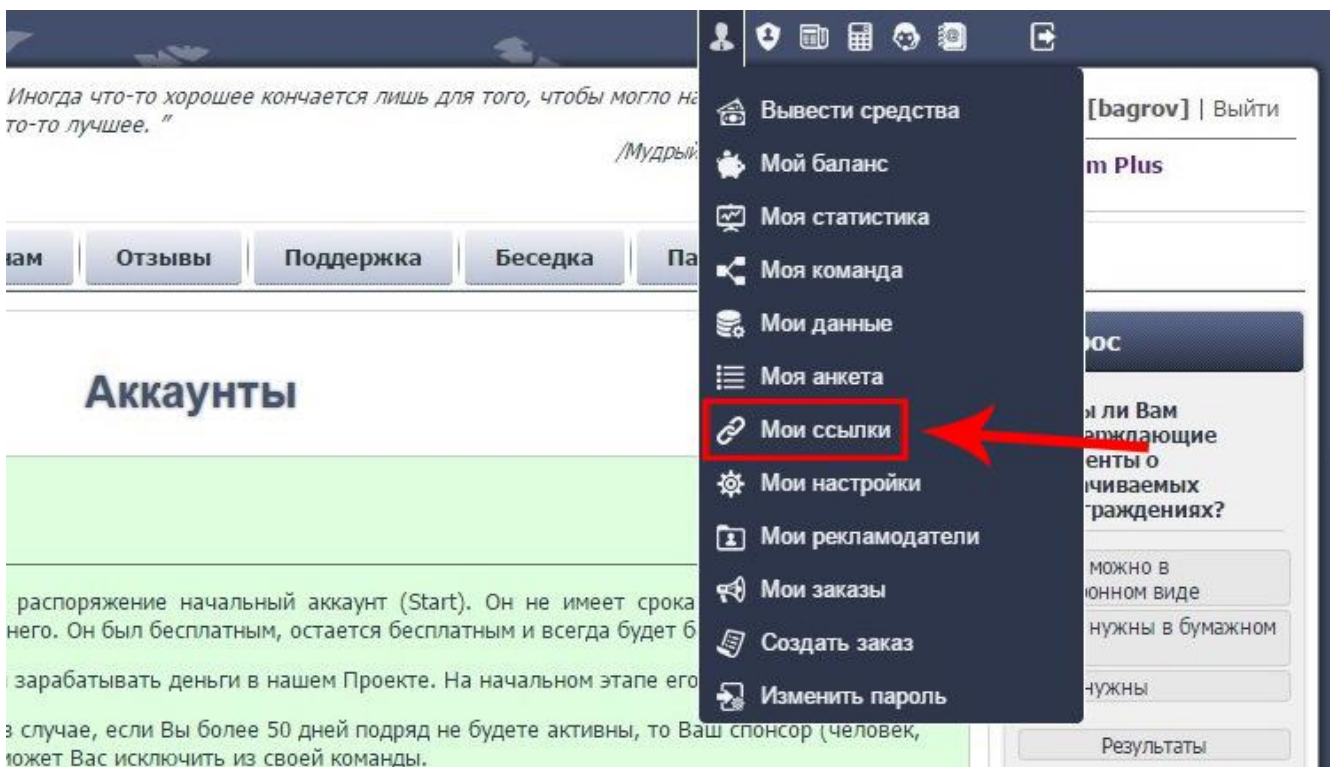 Иногда что-то хорошее кончается лишь для того, чтобы могло
то-то лучшее. "
/Мудрый
[bagrov] | Выйти
m Plus
Отзывы
Поддержка
Беседка
Па
Вывести средства
Мой баланс
Моя статистика
Моя команда
Мои данные
Моя анкета
Мои ссылки
Мои настройки
Мои рекламодатели
Мои заказы
Создать заказ
Изменить пароль
Аккаунты
распоряжение начальный аккаунт (Start). Он не имеет срока
него. Он был бесплатным, остается бесплатным и всегда будет б
зарабатывать деньги в нашем Проекте. На начальном этапе его
в случае, если Вы более 50 дней подряд не будете активны, то Ваш спонсор (человек,
может Вас исключить из своей команды.
рос
ы ли Вам
ерждающие
енты о
чиваемых
граждениях?
можно в
ронном виде
нужны в бумажном
нужны
Результаты